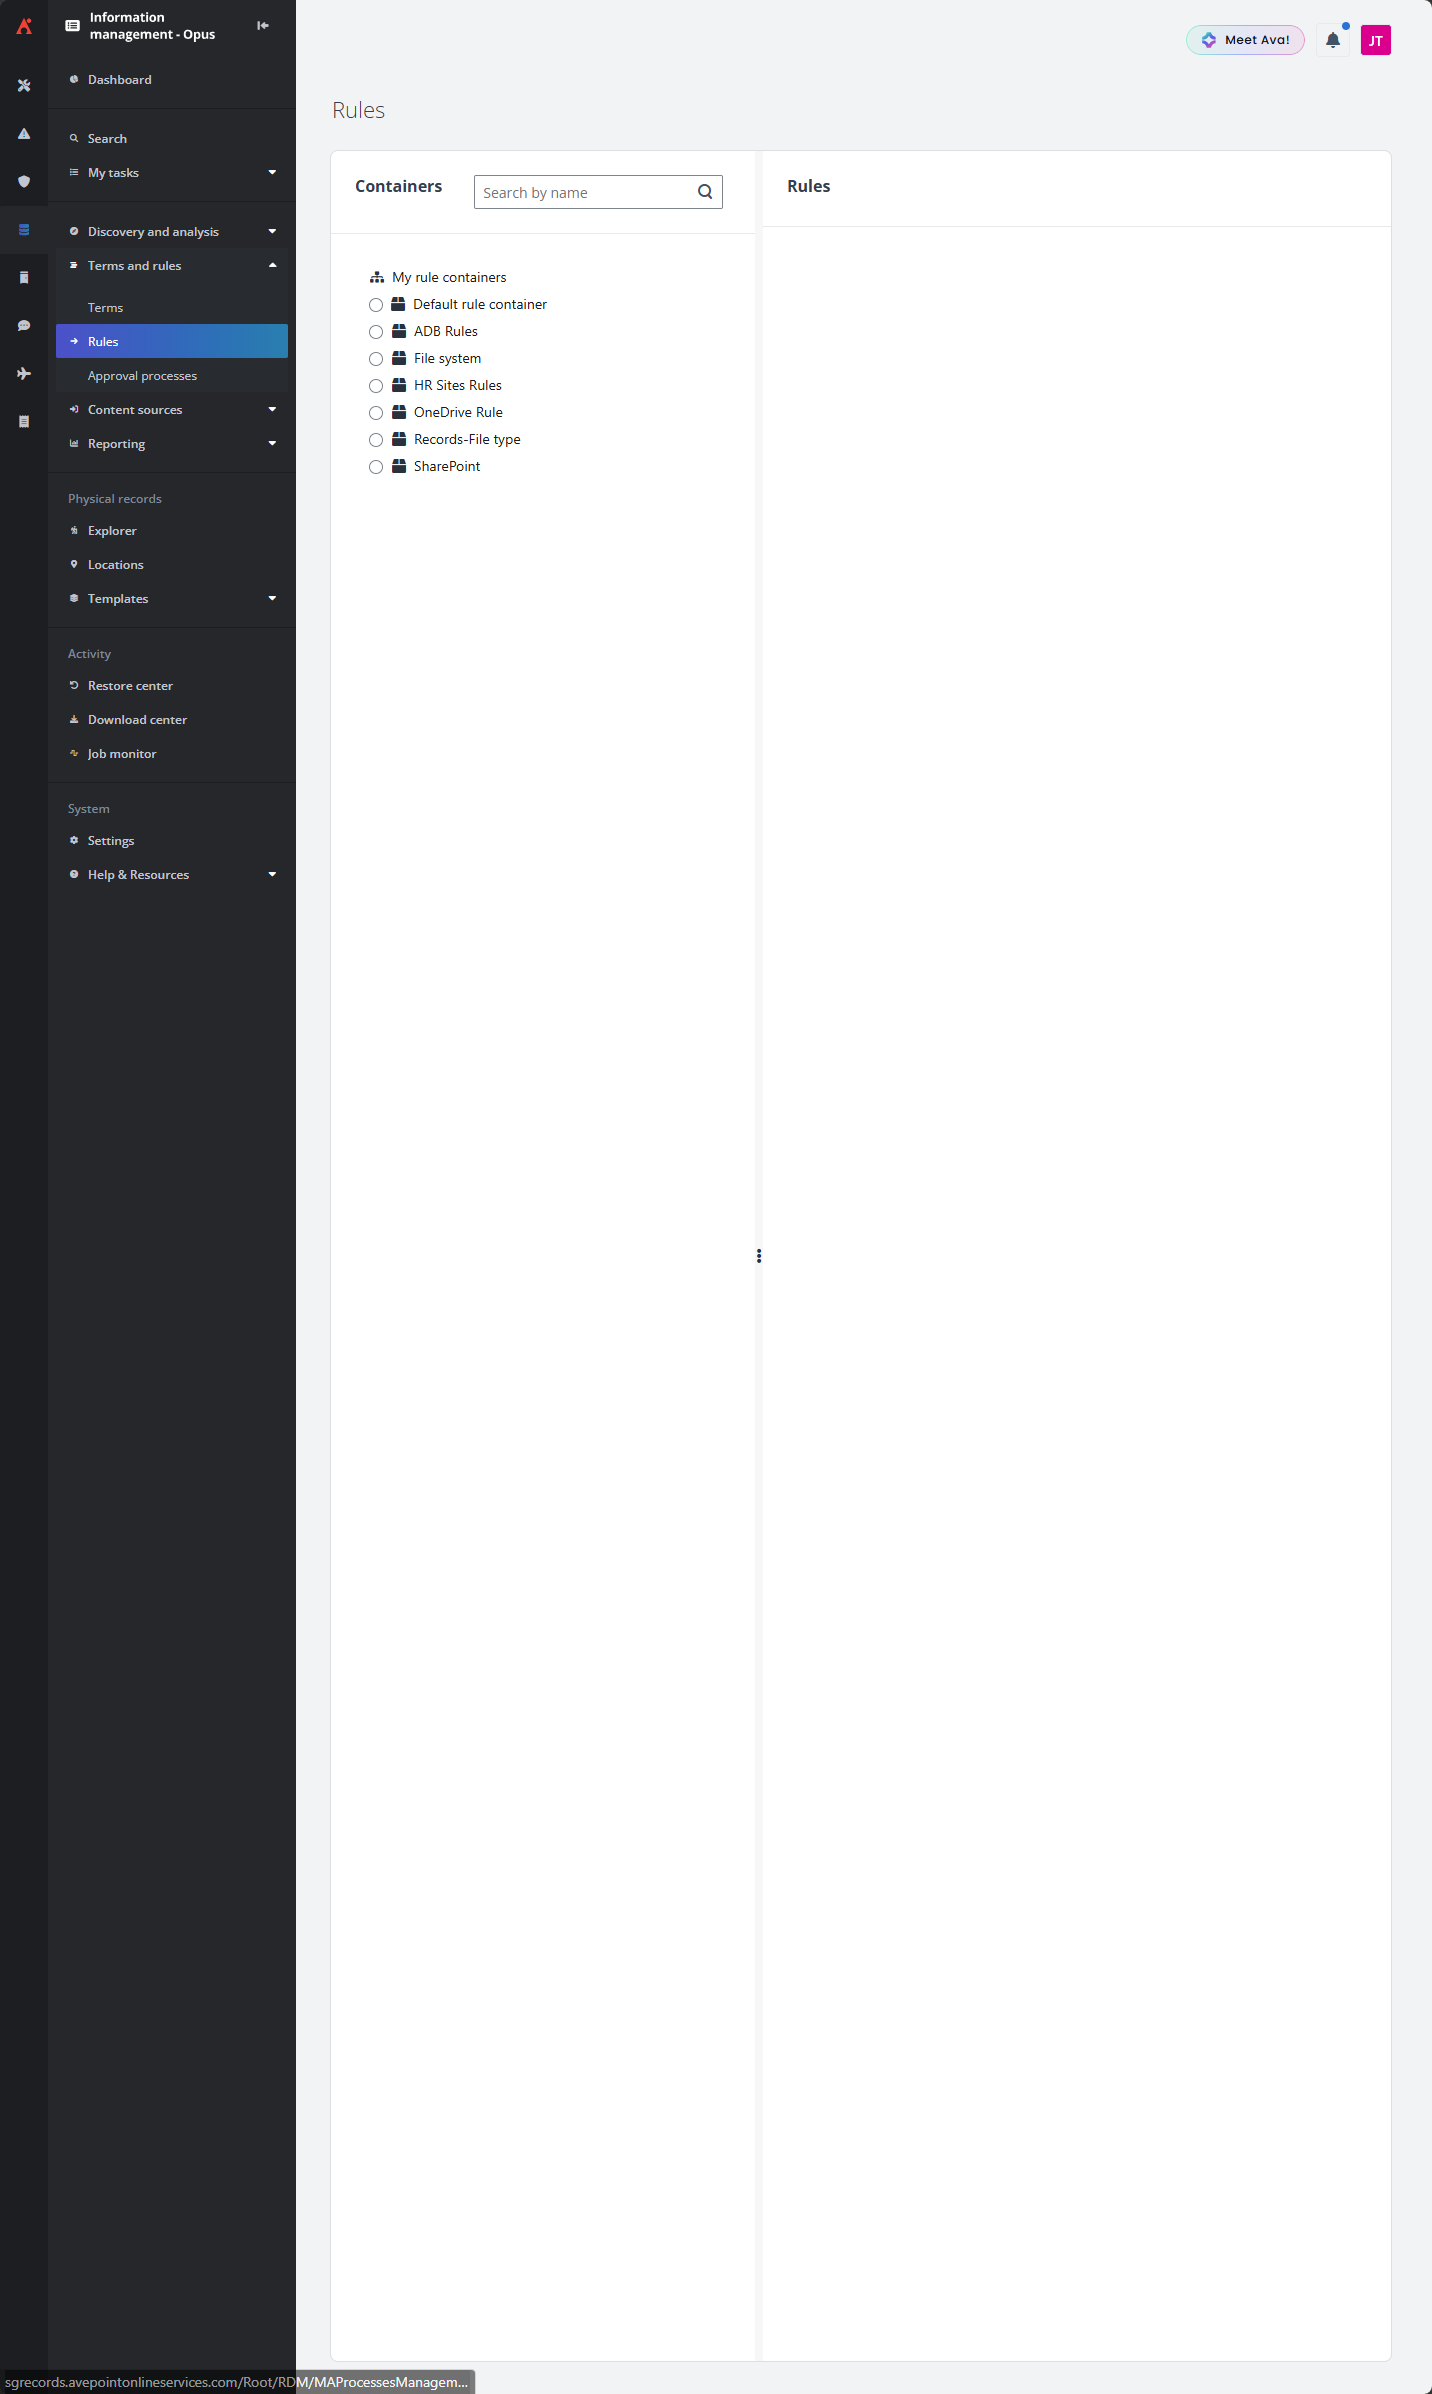 Information
management - Opus
Dashboard
Search
My tasks
Discovery and analysis
Terms and rules
Terms
Rules
Approval processes
Content sources
Reporting
Physical records
Explorer
Locations
Templates
Activity
Restore center
Download center
Job monitor
System
Settings
Help & Resources
Meet Ava!
JT
Rules
Containers
Search by name
Rules
My rule containers
Default rule container
ADB Rules
File system
HR Sites Rules
OneDrive Rule
Records-File type
SharePoint
sgrecords.avepointonlineservices.com/Root/RDM/MAProcessesManagem...